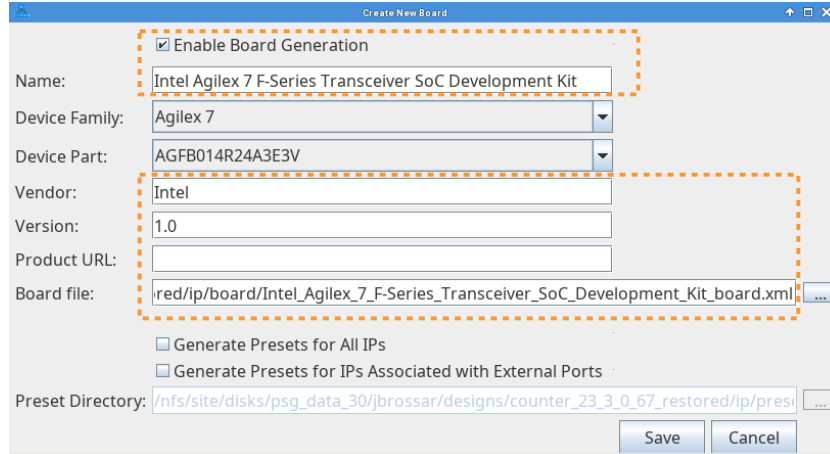 Create New Board
Enable Board Generation
Name: Intel Agilex 7 F-Series Transceiver SoC Development Kit
Device Family: Agilex 7
Device Part: AGFB014R24A3E3V
Vendor: Intel
Version: 1.0
Product URL:
Board file: red/ip/board/Intel_Agilex_7_F-Series_Transceiver_SoC_Development_Kit_board.xml ...
Generate Presets for All IPs
Generate Presets for IPs Associated with External Ports
Preset Directory: /nfs/site/disks/psg_data_30/jbrossar/designs/counter_23_3_0_67_restored/ip/prese ...
Save Cancel